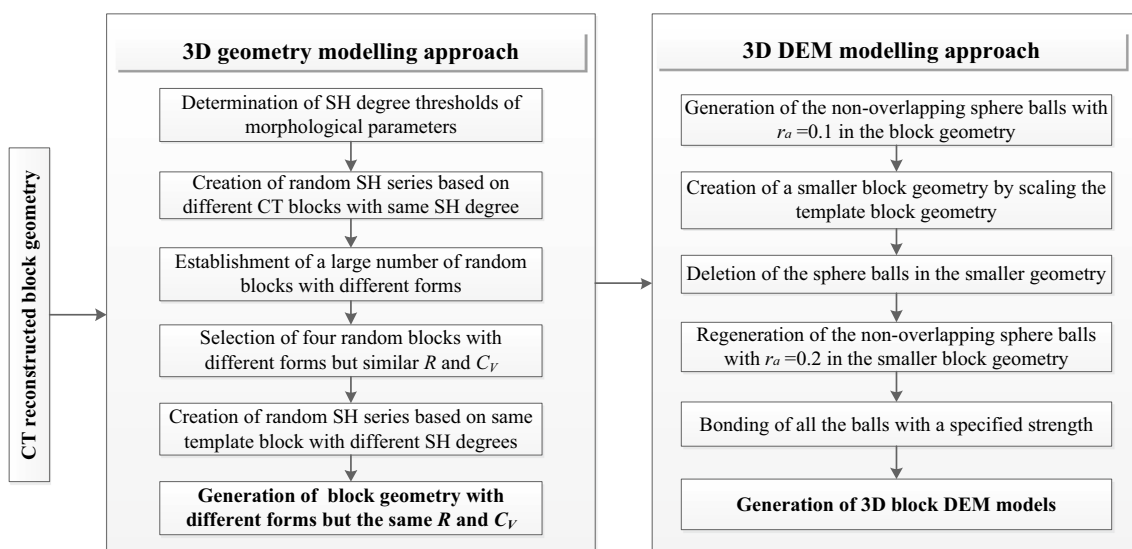 CT reconstructed block geometry
3D geometry modelling approach
Determination of SH degree thresholds of
morphological parameters
Creation of random SH series based on
different CT blocks with same SH degree
Establishment of a large number of random
blocks with different forms
Selection of four random blocks with
different forms but similar R and C_V
Creation of random SH series based on same
template block with different SH degrees
Generation of block geometry with
different forms but the same R and C_V
3D DEM modelling approach
Generation of the non-overlapping sphere balls with
r_a =0.1 in the block geometry
Creation of a smaller block geometry by scaling the
template block geometry
Deletion of the sphere balls in the smaller geometry
Regeneration of the non-overlapping sphere balls
with r_a =0.2 in the smaller block geometry
Bonding of all the balls with a specified strength
Generation of 3D block DEM models